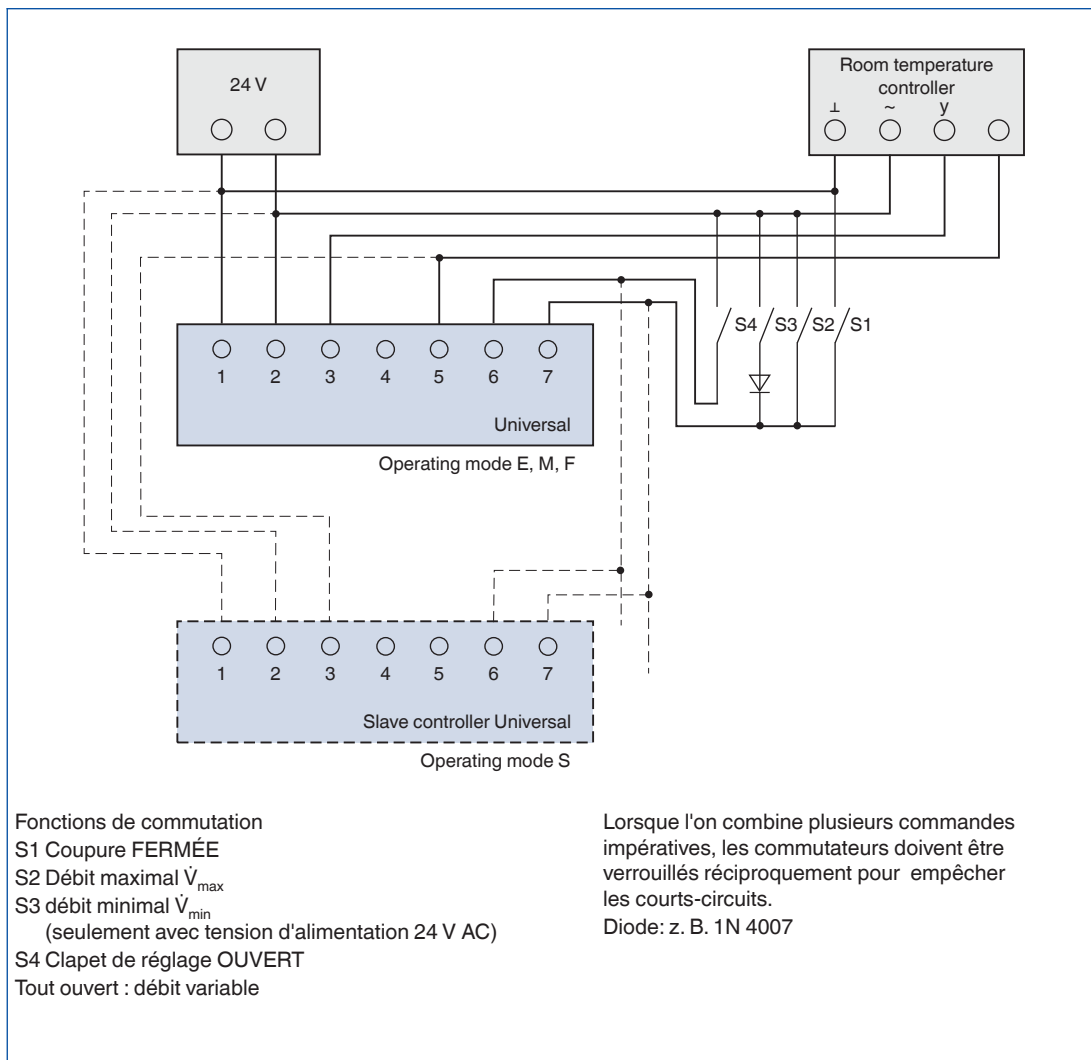 24 V
Room temperature
controller
⊥ ~ y
S4 S3 S2 S1
1 2 3 4 5 6 7
Universal
Operating mode E, M, F
1 2 3 4 5 6 7
Slave controller Universal
Operating mode S
Fonctions de commutation
S1 Coupure FERMÉE
S2 Débit maximal V̇max
S3 débit minimal V̇min
(seulement avec tension d'alimentation 24 V AC)
S4 Clapet de réglage OUVERT
Tout ouvert : débit variable
Lorsque l'on combine plusieurs commandes
impératives, les commutateurs doivent être
verrouillés réciproquement pour empêcher
les courts-circuits.
Diode: z. B. 1N 4007